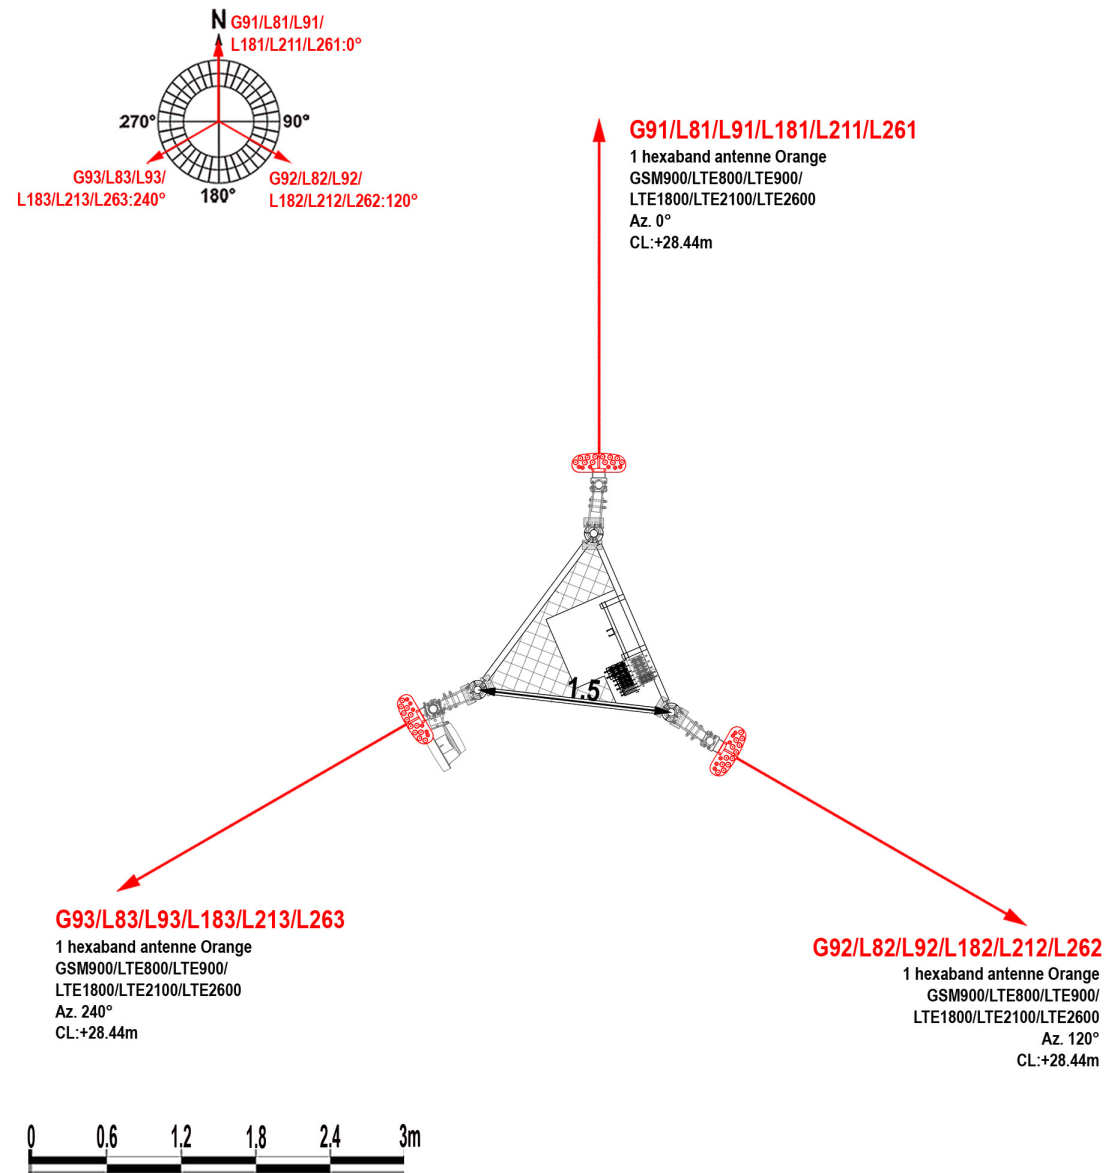 N
G91/L81/L91/
L181/L211/L261:0°
270°
90°
G93/L83/L93/
L183/L213/L263:240°
180°
G92/L82/L92/
L182/L212/L262:120°
G91/L81/L91/L181/L211/L261
1 hexaband antenne Orange
GSM900/LTE800/LTE900/
LTE1800/LTE2100/LTE2600
Az. 0°
CL:+28.44m
1.5
G93/L83/L93/L183/L213/L263
1 hexaband antenne Orange
GSM900/LTE800/LTE900/
LTE1800/LTE2100/LTE2600
Az. 240°
CL:+28.44m
G92/L82/L92/L182/L212/L262
1 hexaband antenne Orange
GSM900/LTE800/LTE900/
LTE1800/LTE2100/LTE2600
Az. 120°
CL:+28.44m
0 0.6 1.2 1.8 2.4 3m